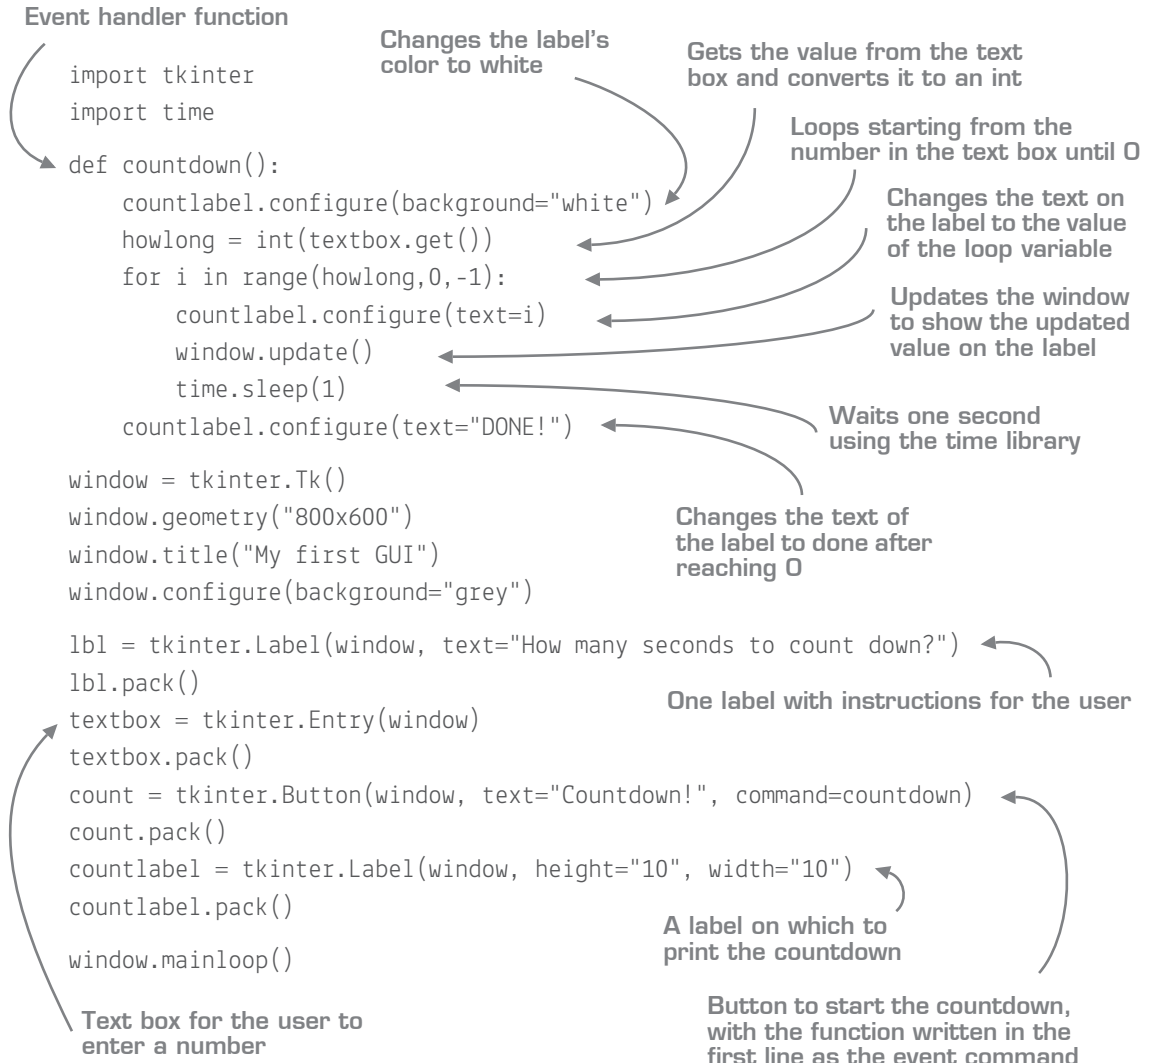 Event handler function
Changes the label's
color to white
Gets the value from the text
box and converts it to an int
Loops starting from the
number in the text box until 0
Changes the text on
the label to the value
of the loop variable
Updates the window
to show the updated
value on the label
Waits one second
using the time library
Changes the text of
the label to done after
reaching 0
import tkinter
import time
def countdown():
    countlabel.configure(background="white")
    howlong = int(textbox.get())
    for i in range(howlong,0,-1):
        countlabel.configure(text=i)
        window.update()
        time.sleep(1)
    countlabel.configure(text="DONE!")
window = tkinter.Tk()
window.geometry("800x600")
window.title("My first GUI")
window.configure(background="grey")
lbl = tkinter.Label(window, text="How many seconds to count down?")
lbl.pack()
One label with instructions for the user
textbox = tkinter.Entry(window)
textbox.pack()
count = tkinter.Button(window, text="Countdown!", command=countdown)
count.pack()
countlabel = tkinter.Label(window, height="10", width="10")
countlabel.pack()
A label on which to
print the countdown
window.mainloop()
Text box for the user to
enter a number
Button to start the countdown,
with the function written in the
first line as the event command